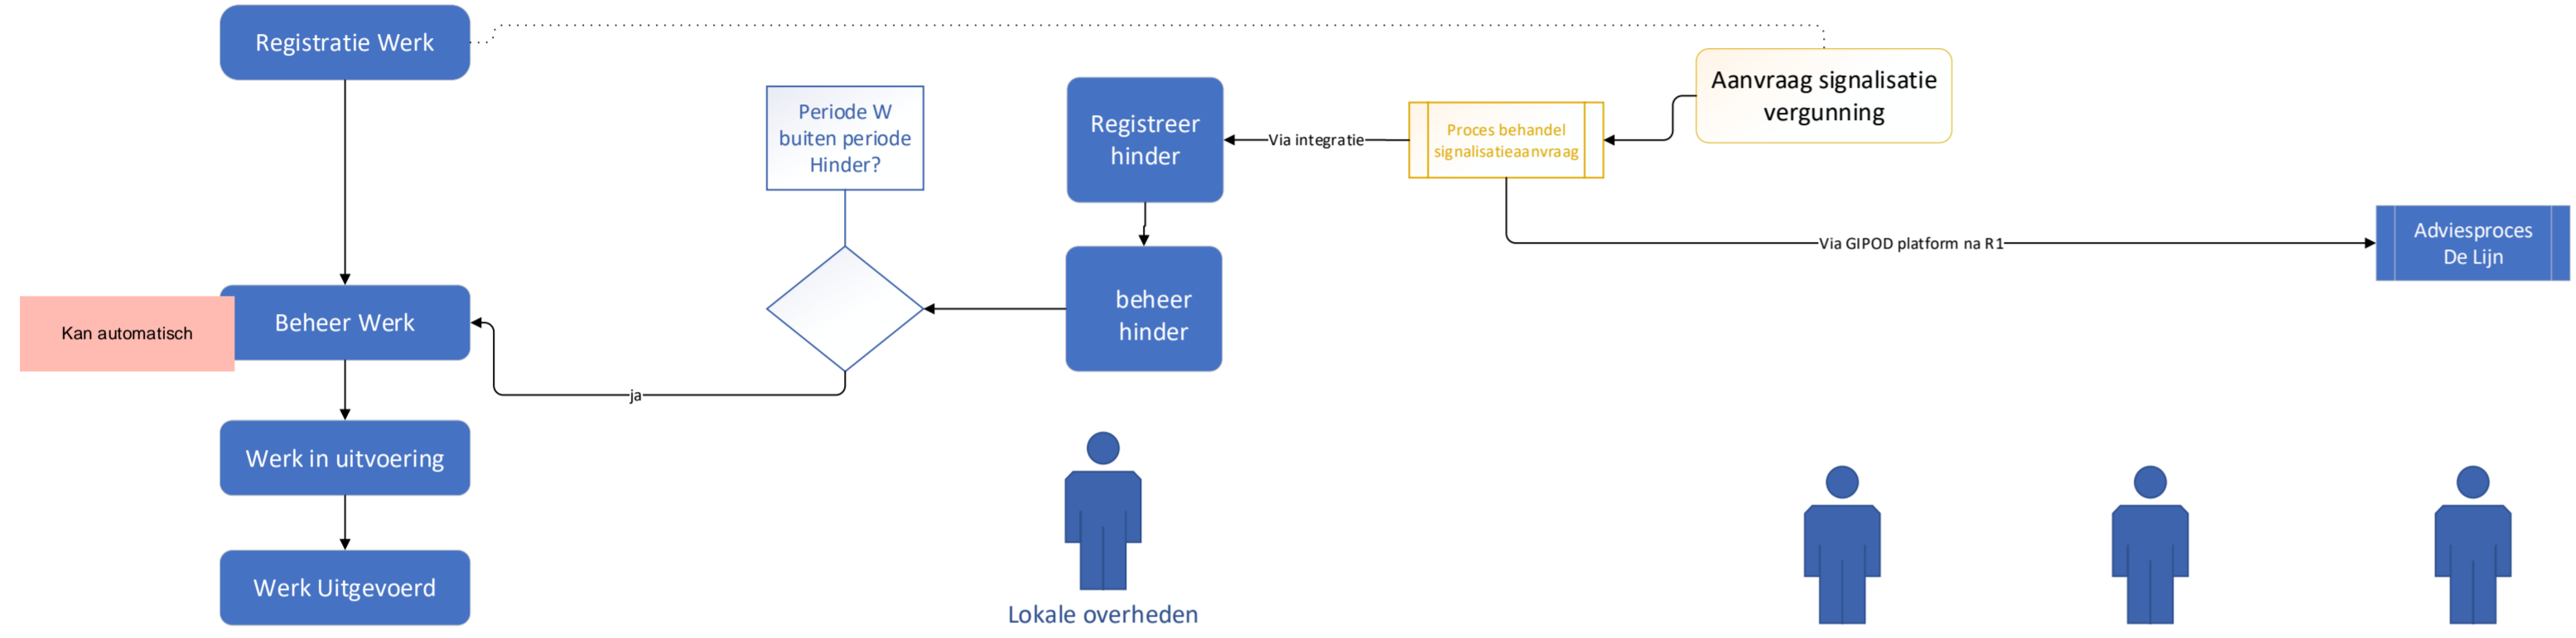 Registratie Werk
Aanvraag signalisatie
vergunning
Periode W
buiten periode
Hinder?
Registreer
hinder
Via integratie
Proces behandel
signalisatieaanvraag
Via GIPOD platform na R1
Adviesproces
De Lijn
Kan automatisch
Beheer Werk
beheer
hinder
ja
Werk in uitvoering
Werk Uitgevoerd
Lokale overheden